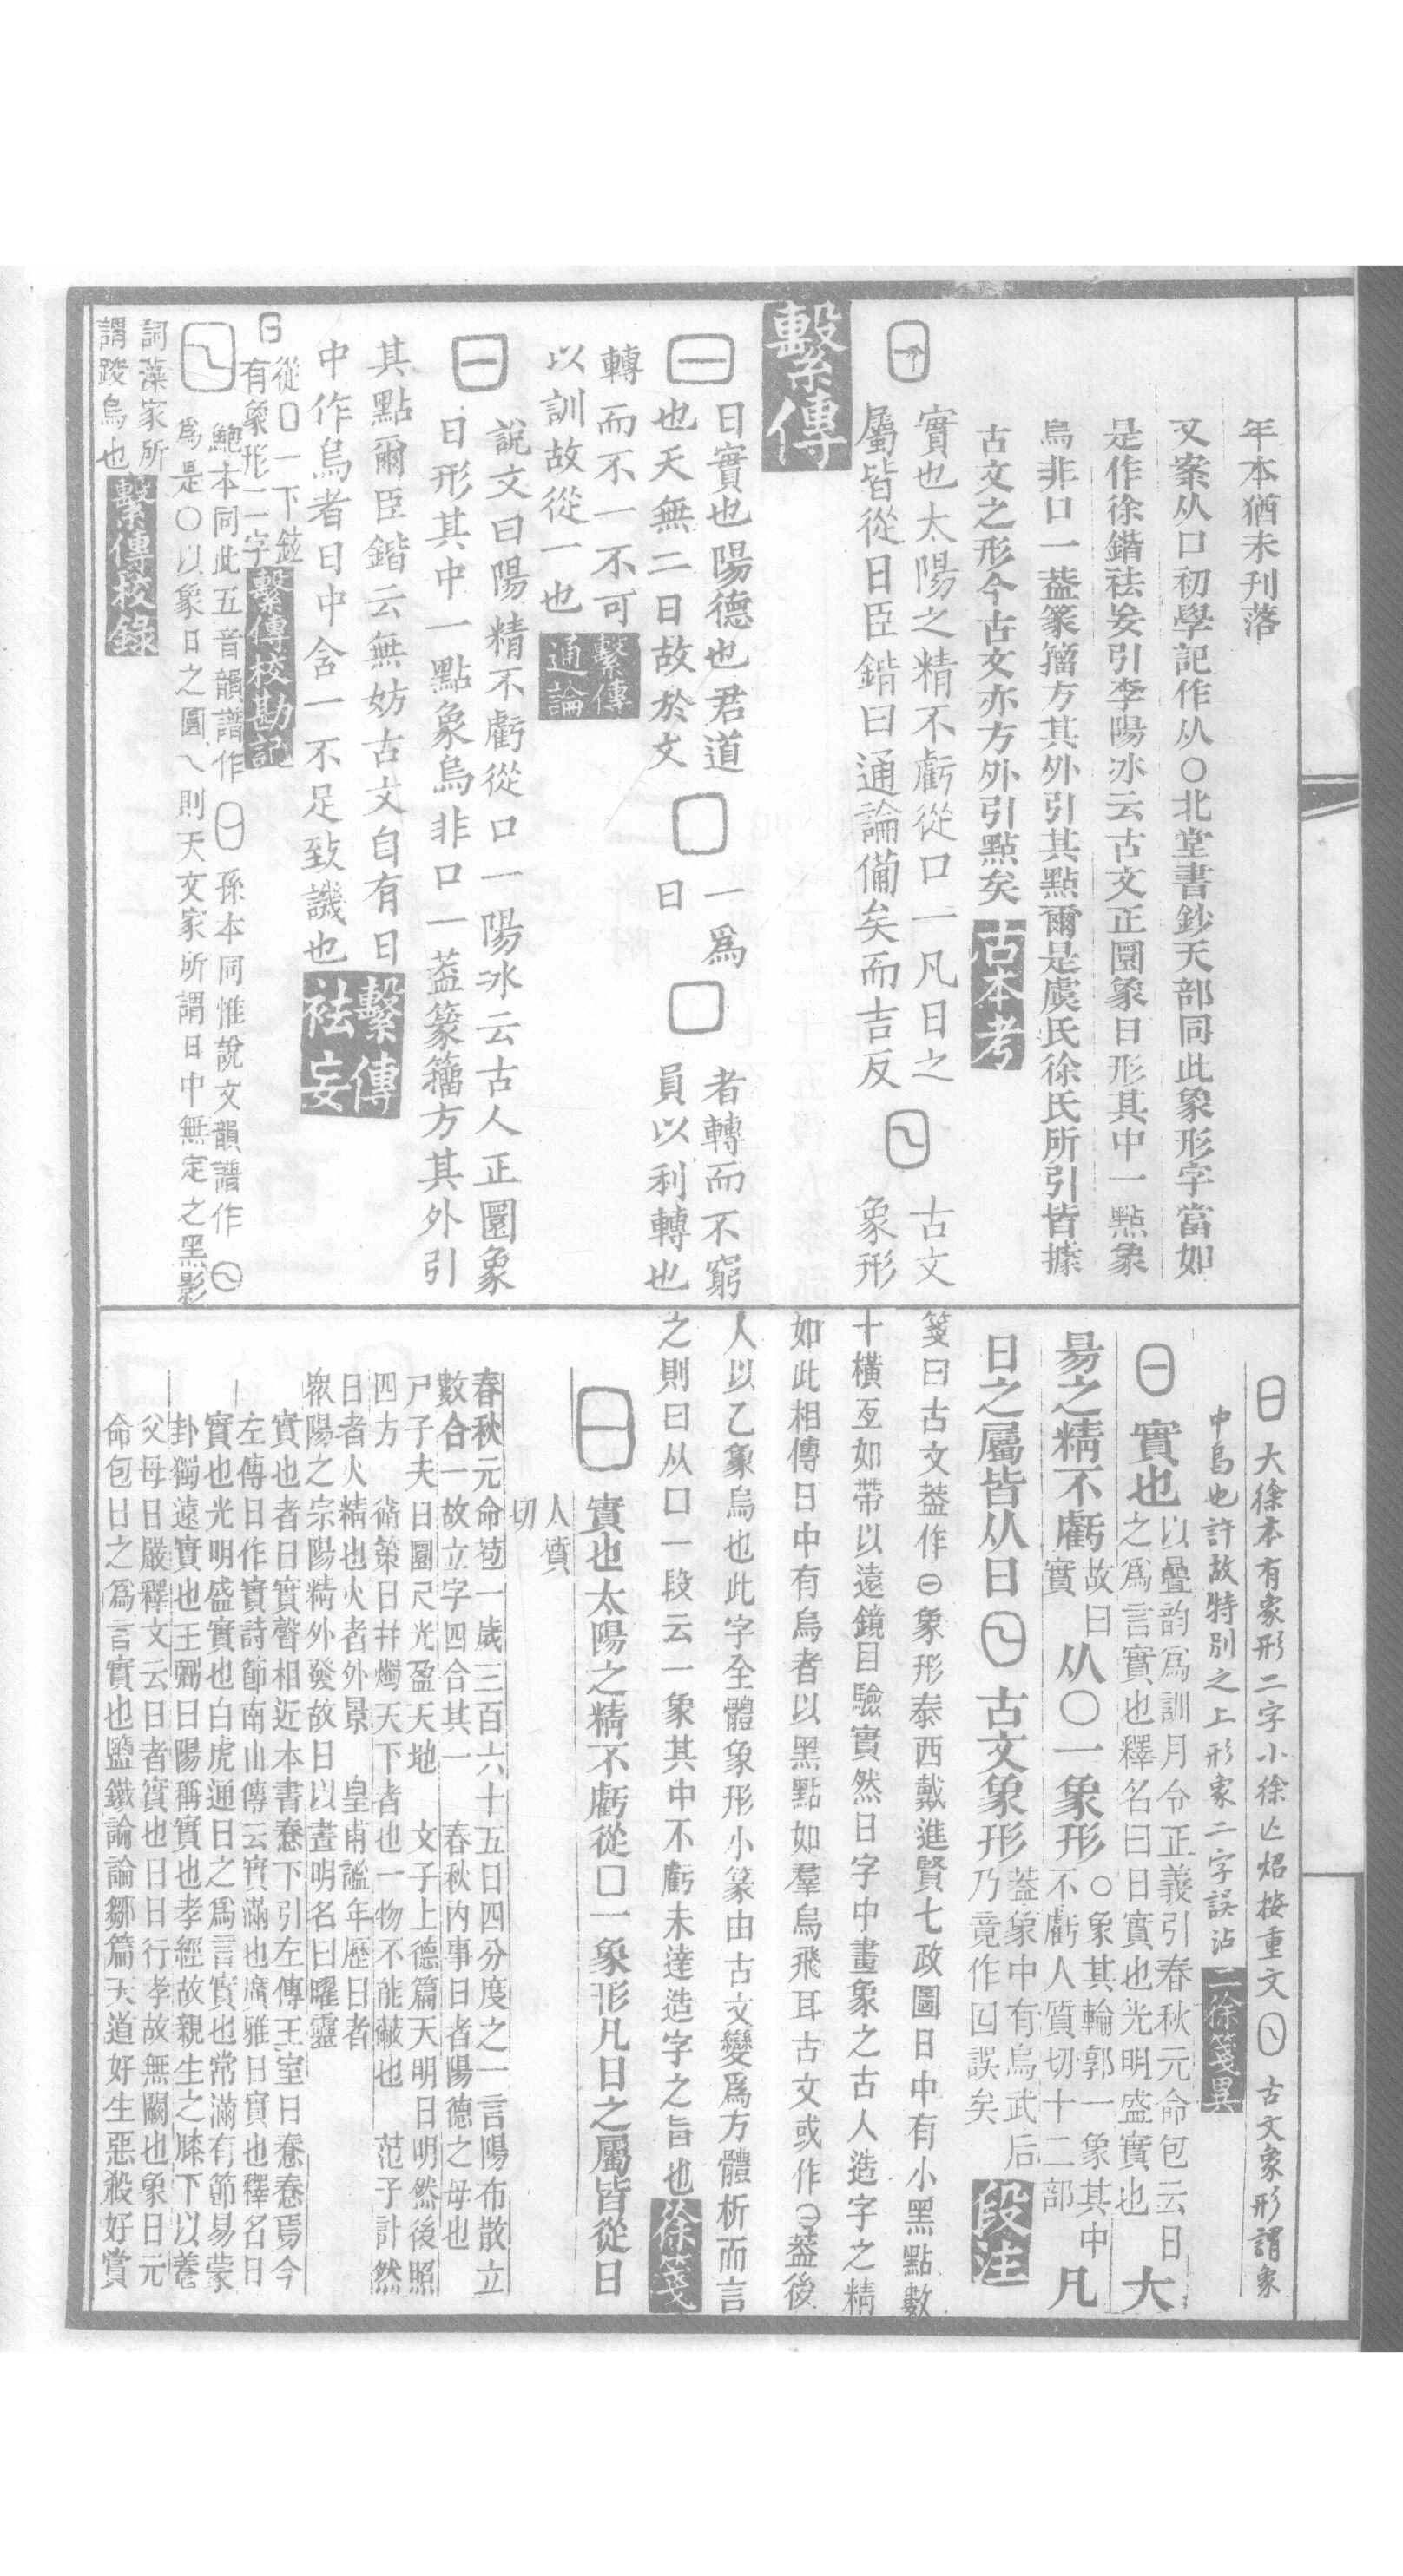 年本猶未刊落
又案从口初學記作从○北堂書鈔天部同此象形字當如
是作徐鍇祛妄引李陽冰云古文正圜象日形其中一點象
烏非口一葢篆籀方其外引其點爾是虞氏徐氏所引皆據
古文之形今古文亦方外引點矣
古本考
實也太陽之精不虧從口一凡日之
屬皆從日臣鍇曰通論備矣而吉反
古文
象形
繫傳
日實也陽德也君道
也天無二日故於文
一爲
日
者轉而不窮
員以利轉也
轉而不一不可
以訓故從一也
繫傳
通論
說文曰陽精不虧從口一陽冰云古人正圜象
日形其中一點象烏非口一葢篆籀方其外引
其點爾臣鍇云無妨古文自有日
中作烏者日中含一不足致譏也
繫傳
祛妄
從口一下鉉
有象形二字
繫傳校勘記
鮑本同此五音韻譜作 孫本同惟說文韻譜作
爲是○以象日之圓乀則天文家所謂日中無定之黑影
詞藻家所
謂踆烏也
繫傳校錄
大徐本有象形二字小徐亾炤按重文 古文象形謂象
中烏也許故特別之上形象二字誤沾
二徐箋異
實也
以疊韵爲訓月令正義引春秋元命包云日
之爲言實也釋名曰日實也光明盛實也
大
昜之精不虧
故曰
實
从○一象形
○象其輪郭一象其中
不虧人質切十二部
凡
日之屬皆从日
古文象形
葢象中有烏武后
乃竟作囚誤矣
段注
箋曰古文葢作⊖象形泰西戴進賢七政圖日中有小黑點數
十橫亙如帶以遠鏡目驗實然日字中畫象之古人造字之精
如此相傳日中有烏者以黑點如羣烏飛耳古文或作 葢後
人以乙象烏也此字全體象形小篆由古文變爲方體析而言
之則曰从口一段云一象其中不虧未達造字之旨也
徐箋
實也太陽之精不虧從口一象形凡日之屬皆從日
人質
切
春秋元命苞一歲三百六十五日四分度之一言陽布散立
數合一故立字四合其一 春秋內事日者陽德之母也
尸子夫日圜尺光盈天地 文子上德篇天明日明然後照
四方 衛策日幷燭天下者也一物不能蔽也 范子計然
日者火精也火者外景 皇甫謐年歷日者
衆陽之宗陽精外發故日以晝明名曰曜靈
實也者日實聲相近本書惷下引左傳王室日惷惷焉今
左傳日作實詩節南山傳云實滿也廣雅日實也釋名日
實也光明盛實也白虎通日之爲言實也常滿有節易蒙
卦獨遠實也王弼曰陽稱實也孝經故親生之膝下以養
父母日嚴釋文云日者實也日日行孝故無闕也象日元
命包日之爲言實也鹽鐵論論鄒篇天道好生惡殺好賞